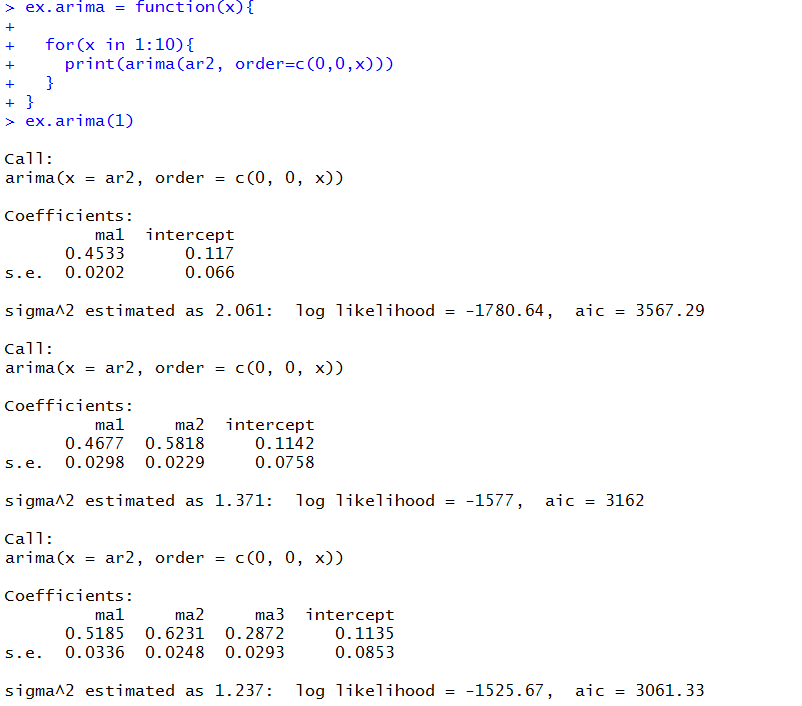 > ex.arima = function(x){
+
+   for(x in 1:10){
+     print(arima(ar2, order=c(0,0,x)))
+   }
+ }
> ex.arima(1)
Call:
arima(x = ar2, order = c(0, 0, x))
Coefficients:
         ma1  intercept
      0.4533      0.117
s.e.  0.0202      0.066
sigma^2 estimated as 2.061:  log likelihood = -1780.64,  aic = 3567.29
Call:
arima(x = ar2, order = c(0, 0, x))
Coefficients:
         ma1     ma2  intercept
      0.4677  0.5818     0.1142
s.e.  0.0298  0.0229     0.0758
sigma^2 estimated as 1.371:  log likelihood = -1577,  aic = 3162
Call:
arima(x = ar2, order = c(0, 0, x))
Coefficients:
         ma1     ma2     ma3  intercept
      0.5185  0.6231  0.2872     0.1135
s.e.  0.0336  0.0248  0.0293     0.0853
sigma^2 estimated as 1.237:  log likelihood = -1525.67,  aic = 3061.33